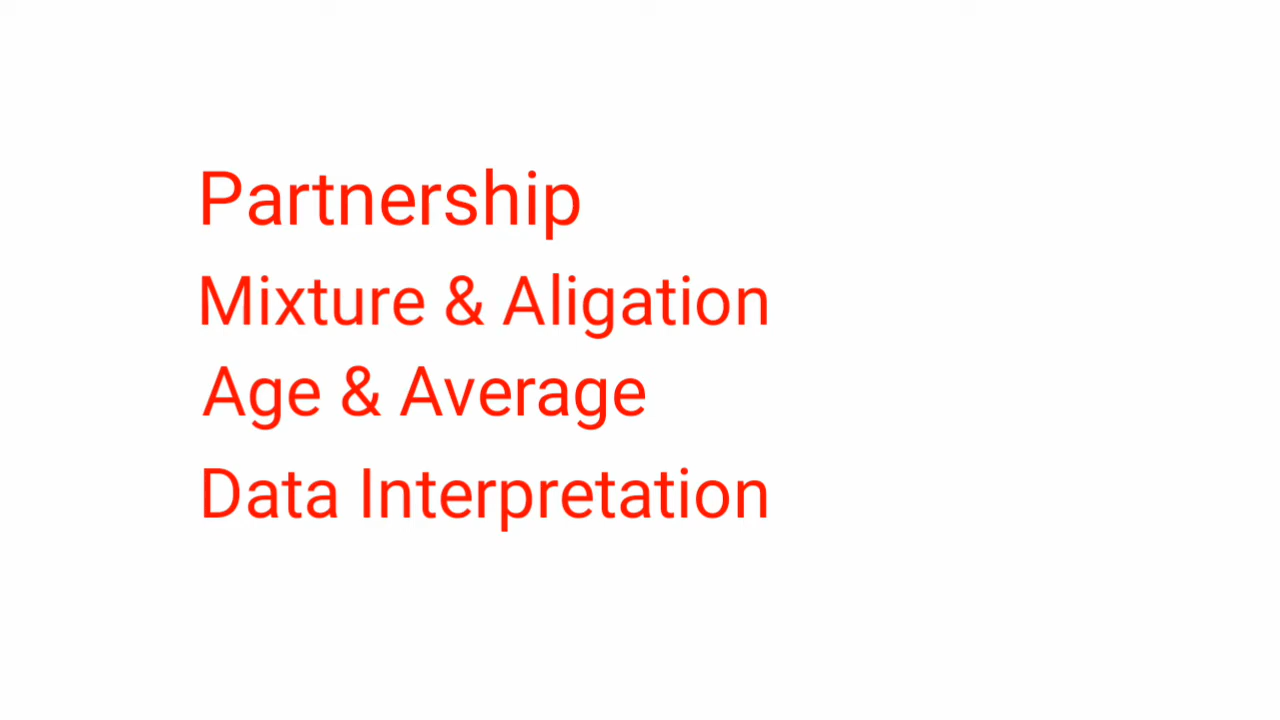 Partnership
Mixture & Aligation
Age & Average
Data Interpretation